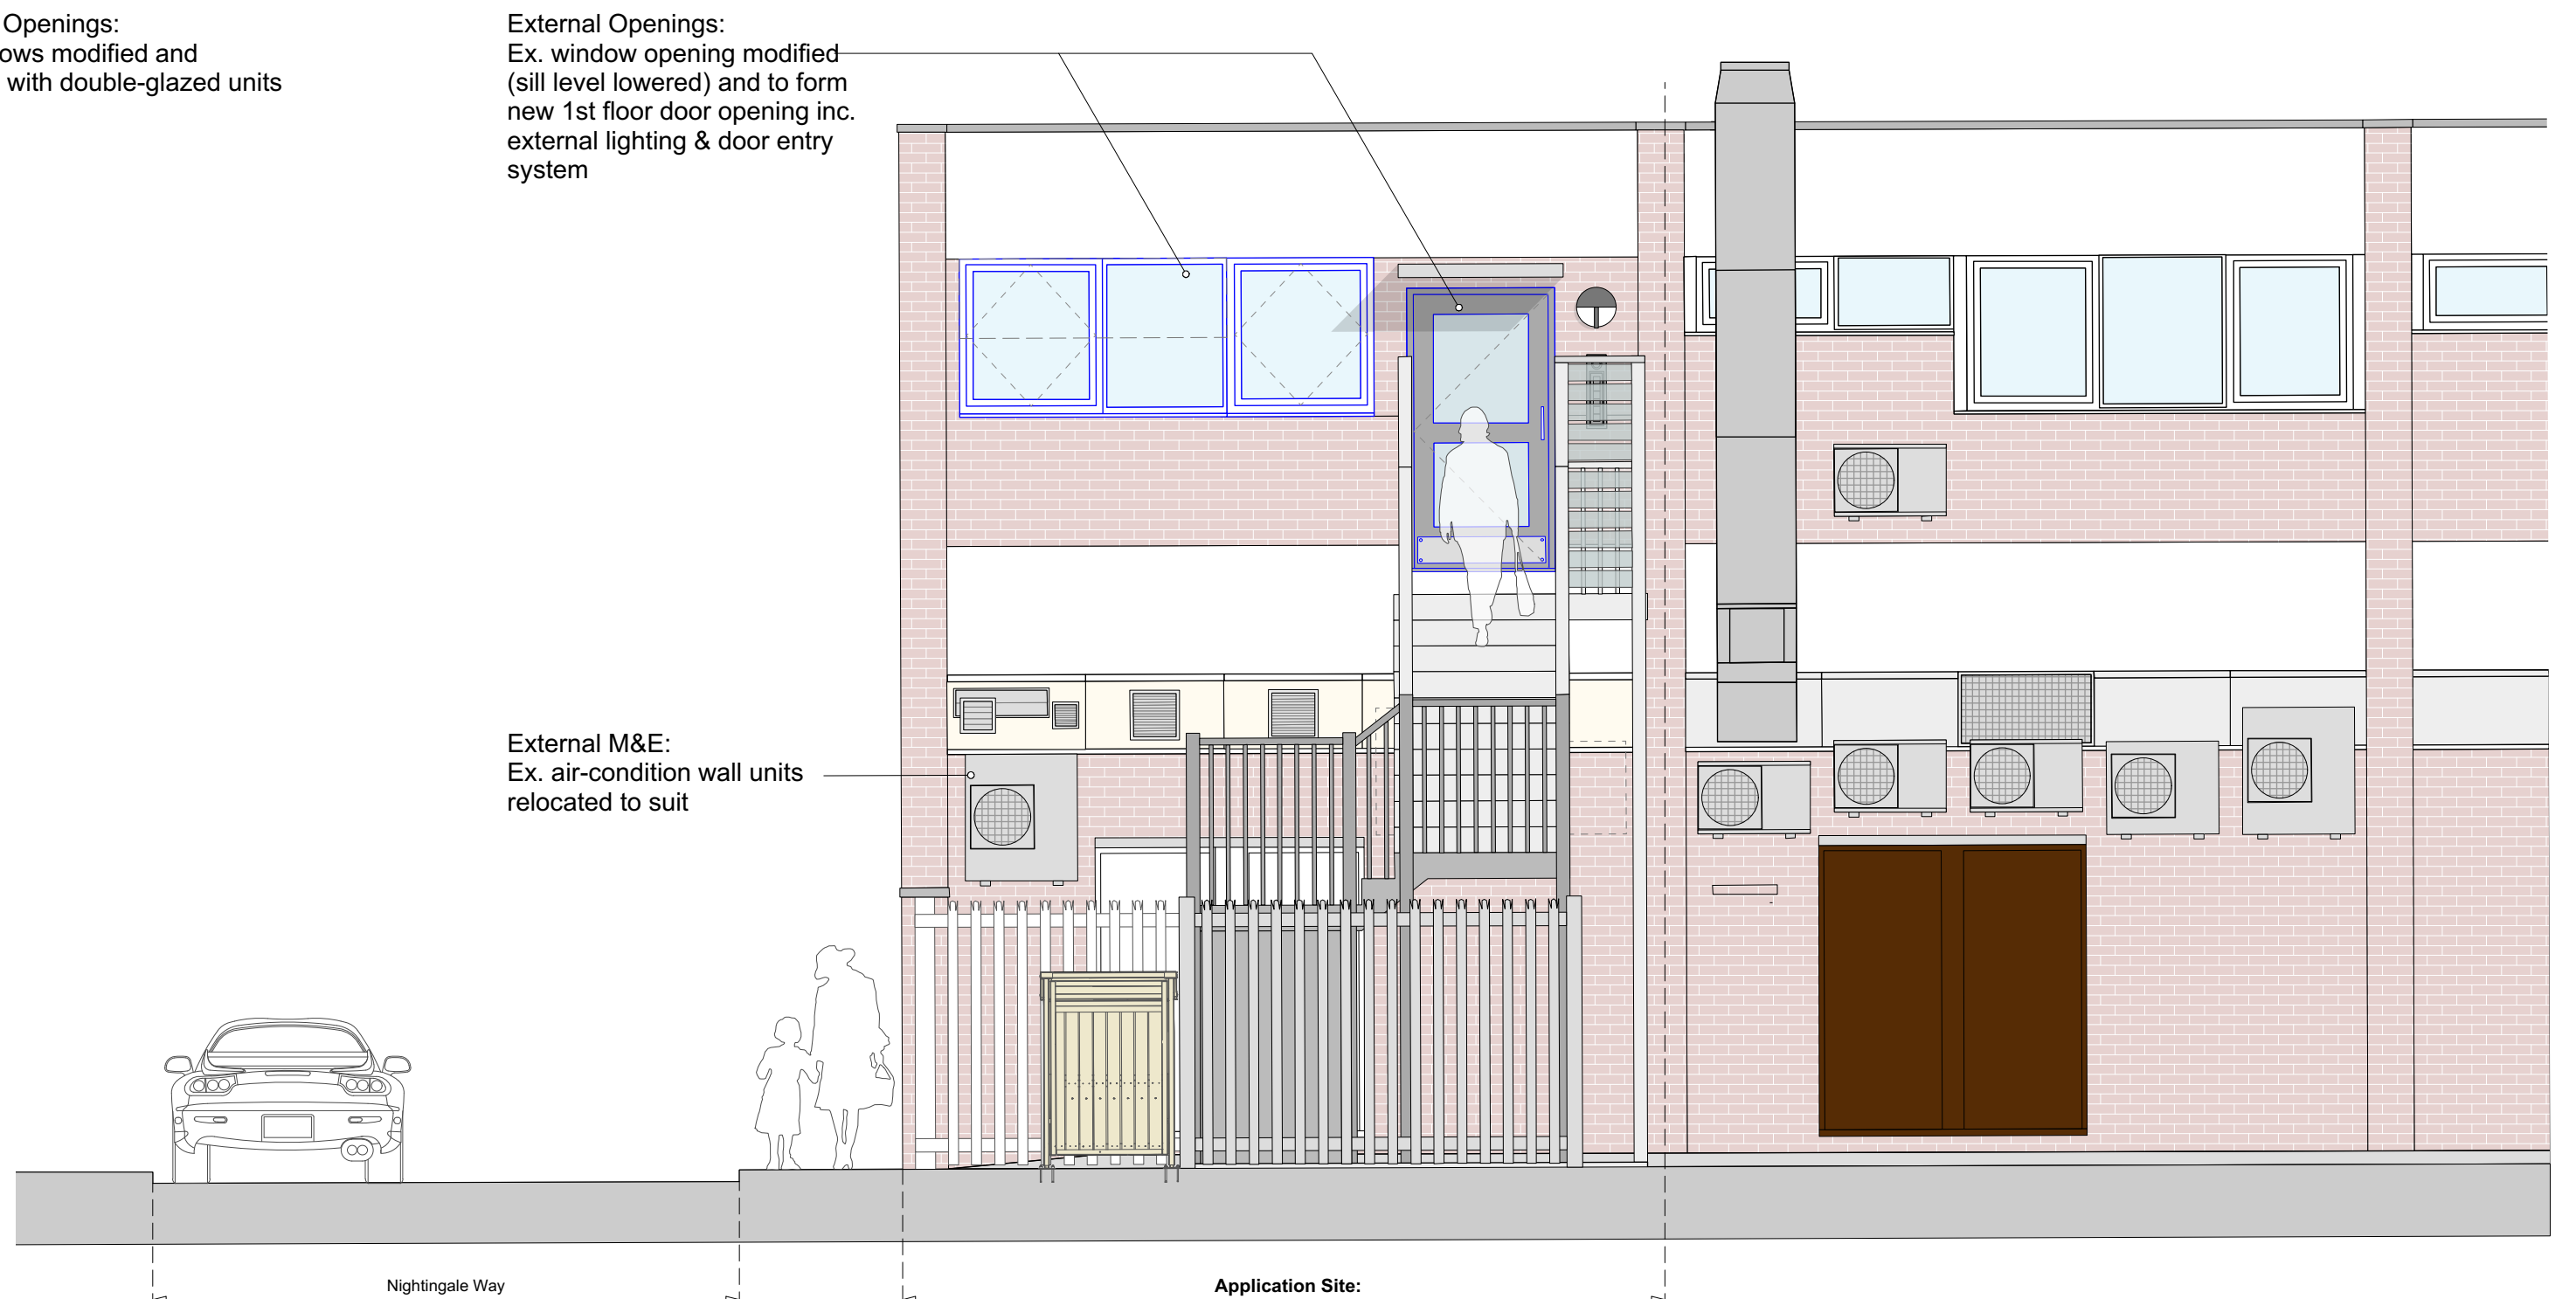 Openings:
ows modified and
with double-glazed units
External Openings:
Ex. window opening modified
(sill level lowered) and to form
new 1st floor door opening inc.
external lighting & door entry
system
External M&E:
Ex. air-condition wall units
relocated to suit
Nightingale Way
Application Site: